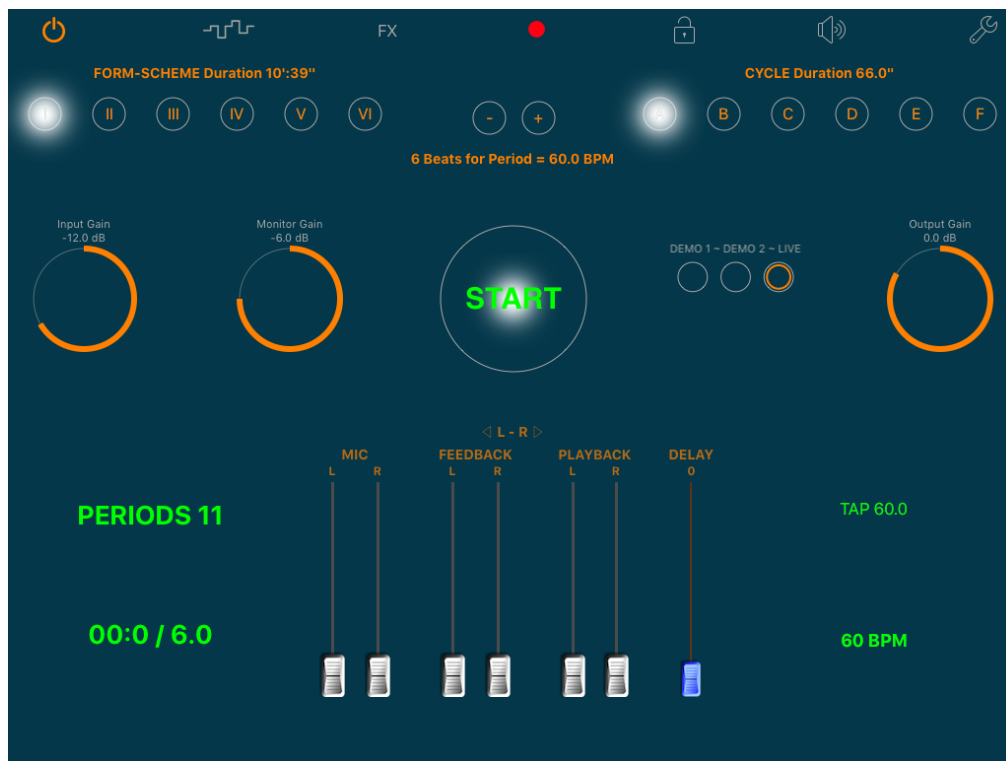 FX
FORM-SCHEME Duration 10':39"
CYCLE Duration 66.0"
I II III IV V VI
- +
A B C D E F
6 Beats for Period = 60.0 BPM
Input Gain
-12.0 dB
Monitor Gain
-6.0 dB
START
DEMO 1 ~ DEMO 2 ~ LIVE
Output Gain
0.0 dB
L - R
MIC FEEDBACK PLAYBACK DELAY
L R L R L R 0
PERIODS 11
TAP 60.0
00:0 / 6.0
60 BPM